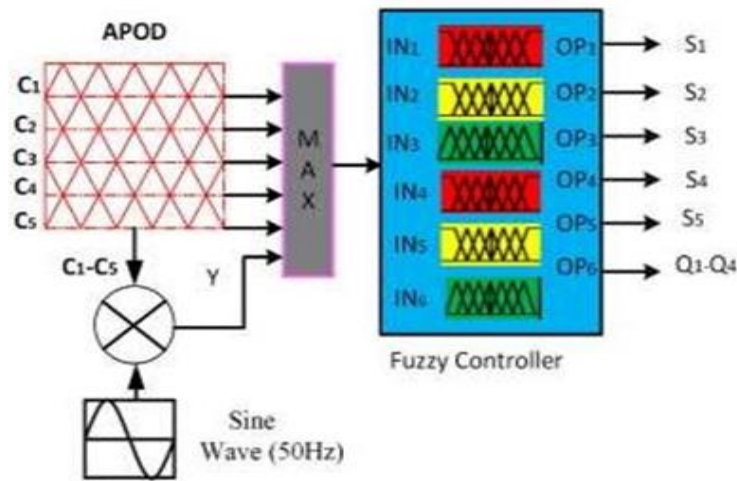 APOD
C1
C2
C3
C4
C5
C1-C5
Y
M
A
X
IN1
IN2
IN3
IN4
IN5
IN6
OP1
OP2
OP3
OP4
OP5
OP6
S1
S2
S3
S4
S5
Q1-Q4
Fuzzy Controller
Sine
Wave (50Hz)